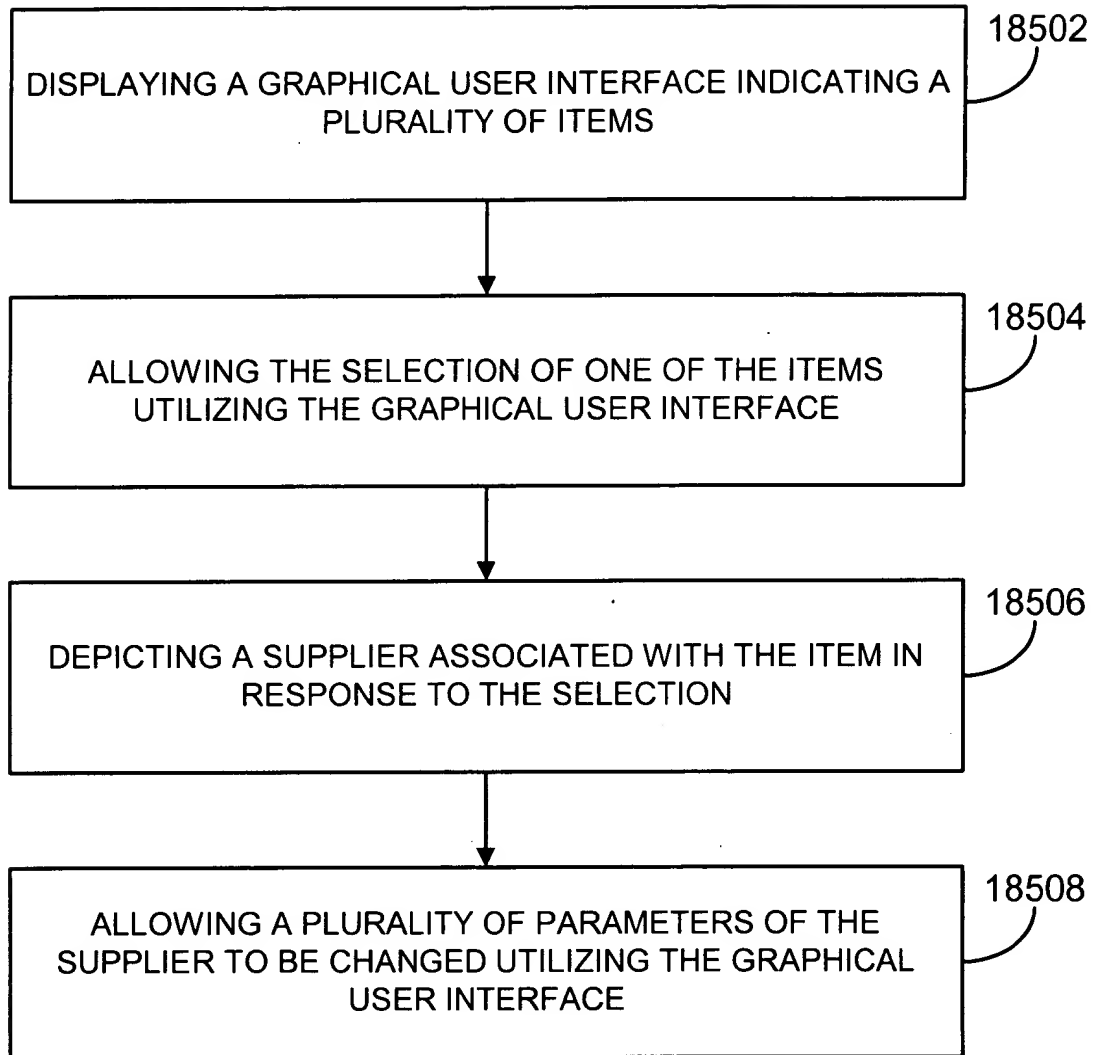 18502
DISPLAYING A GRAPHICAL USER INTERFACE INDICATING A
PLURALITY OF ITEMS
18504
ALLOWING THE SELECTION OF ONE OF THE ITEMS
UTILIZING THE GRAPHICAL USER INTERFACE
18506
DEPICTING A SUPPLIER ASSOCIATED WITH THE ITEM IN
RESPONSE TO THE SELECTION
18508
ALLOWING A PLURALITY OF PARAMETERS OF THE
SUPPLIER TO BE CHANGED UTILIZING THE GRAPHICAL
USER INTERFACE